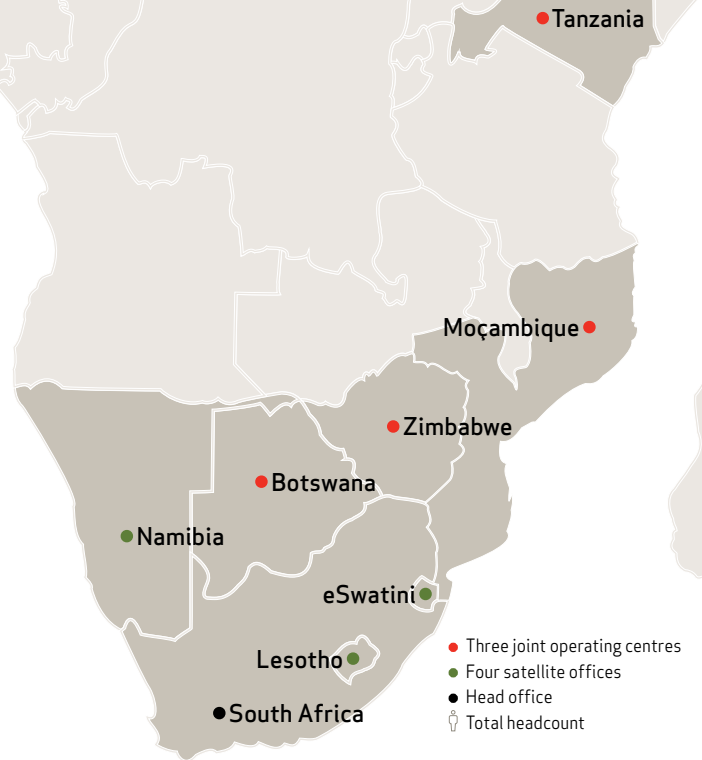 Tanzania
Moçambique
Zimbabwe
Botswana
Namibia
eSwatini
Lesotho
South Africa
Three joint operating centres
Four satellite offices
Head office
Total headcount